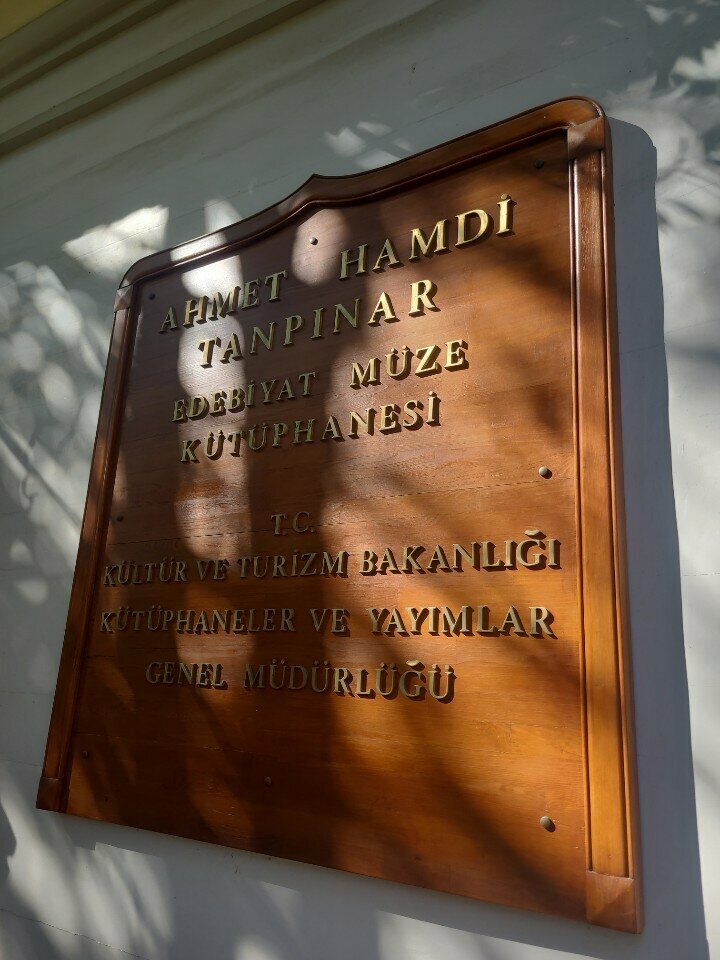 AHMET HAMDİ
TANPINAR
EDEBİYAT MÜZE
KÜTÜPHANESİ
T.C.
KÜLTÜR VE TURİZM BAKANLIĞI
KÜTÜPHANELER VE YAYIMLAR
GENEL MÜDÜRLÜĞÜ